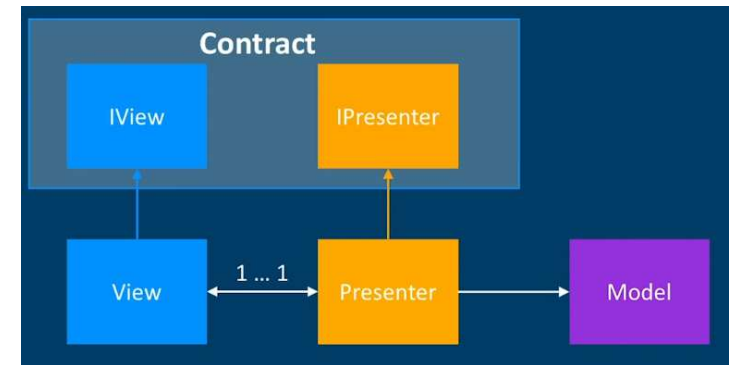 Contract
IView
IPresenter
1 ... 1
View
Presenter
Model